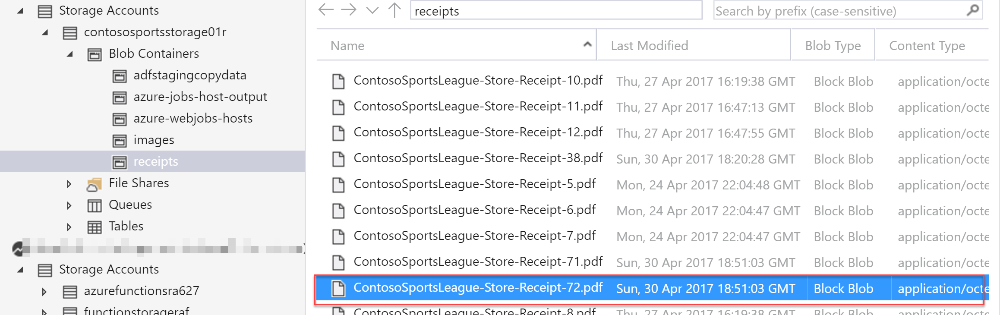 Storage Accounts
contososportsstorage01r
Blob Containers
adfstagingcopydata
azure-jobs-host-output
azure-webjobs-hosts
images
receipts
File Shares
Queues
Tables
)
Storage Accounts
azurefunctionsra627
functionstorageraf
receipts
Search by prefix (case-sensitive)
Name Last Modified Blob Type Content Type
ContosoSportsLeague-Store-Receipt-10.pdf Thu, 27 Apr 2017 16:19:38 GMT Block Blob application/octe
ContosoSportsLeague-Store-Receipt-11.pdf Thu, 27 Apr 2017 16:47:13 GMT Block Blob application/octe
ContosoSportsLeague-Store-Receipt-12.pdf Thu, 27 Apr 2017 16:47:55 GMT Block Blob application/octe
ContosoSportsLeague-Store-Receipt-38.pdf Sun, 30 Apr 2017 18:20:28 GMT Block Blob application/octe
ContosoSportsLeague-Store-Receipt-5.pdf Mon, 24 Apr 2017 22:04:48 GMT Block Blob application/octe
ContosoSportsLeague-Store-Receipt-6.pdf Mon, 24 Apr 2017 22:04:47 GMT Block Blob application/octe
ContosoSportsLeague-Store-Receipt-7.pdf Mon, 24 Apr 2017 22:04:47 GMT Block Blob application/octe
ContosoSportsLeague-Store-Receipt-71.pdf Sun, 30 Apr 2017 18:51:03 GMT Block Blob application/octe
ContosoSportsLeague-Store-Receipt-72.pdf Sun, 30 Apr 2017 18:51:03 GMT Block Blob application/octe
ContosoSportsLeague-Store-Receipt-8.pdf Thu, 27 Apr 2017 16:19:38 GMT Block Blob application/octe